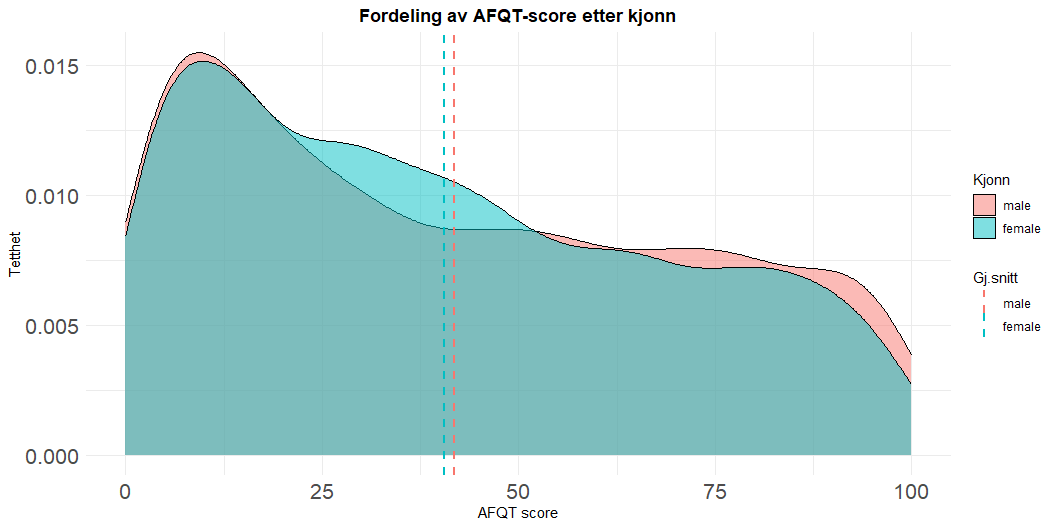 Fordeling av AFQT-score etter kjonn
Tetthet
0.015
0.010
0.005
0.000
0
25
50
75
100
AFQT score
Kjonn
male
female
Gj.snitt
male
female